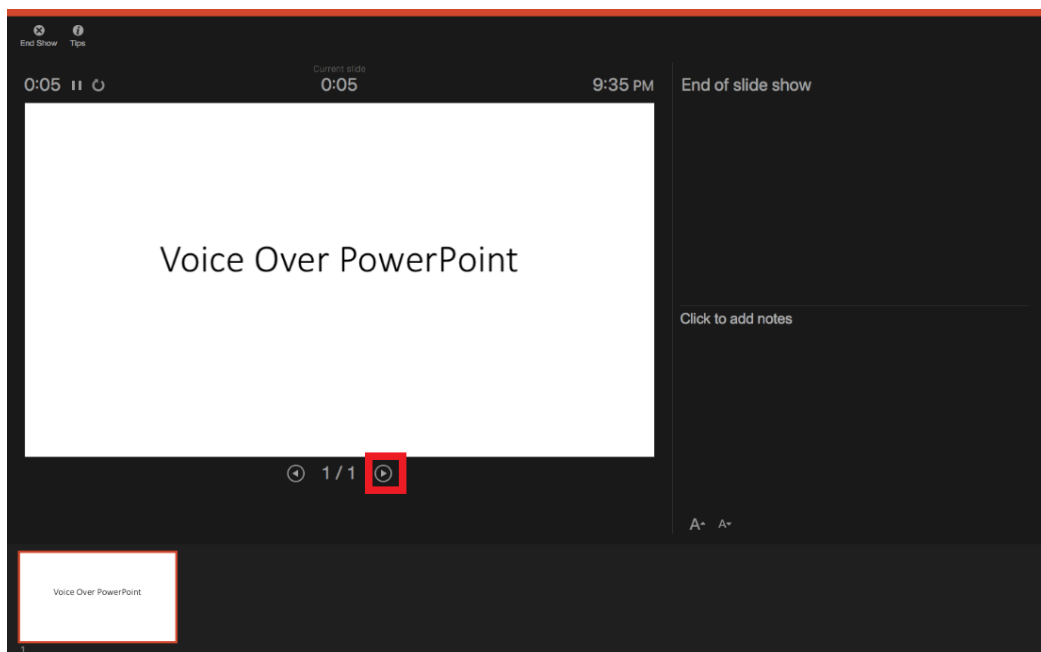 End Show Tips
Current slide
0:05 0:05 9:35 PM End of slide show
Voice Over PowerPoint
Click to add notes
1 / 1
A A
Voice Over PowerPoint
1